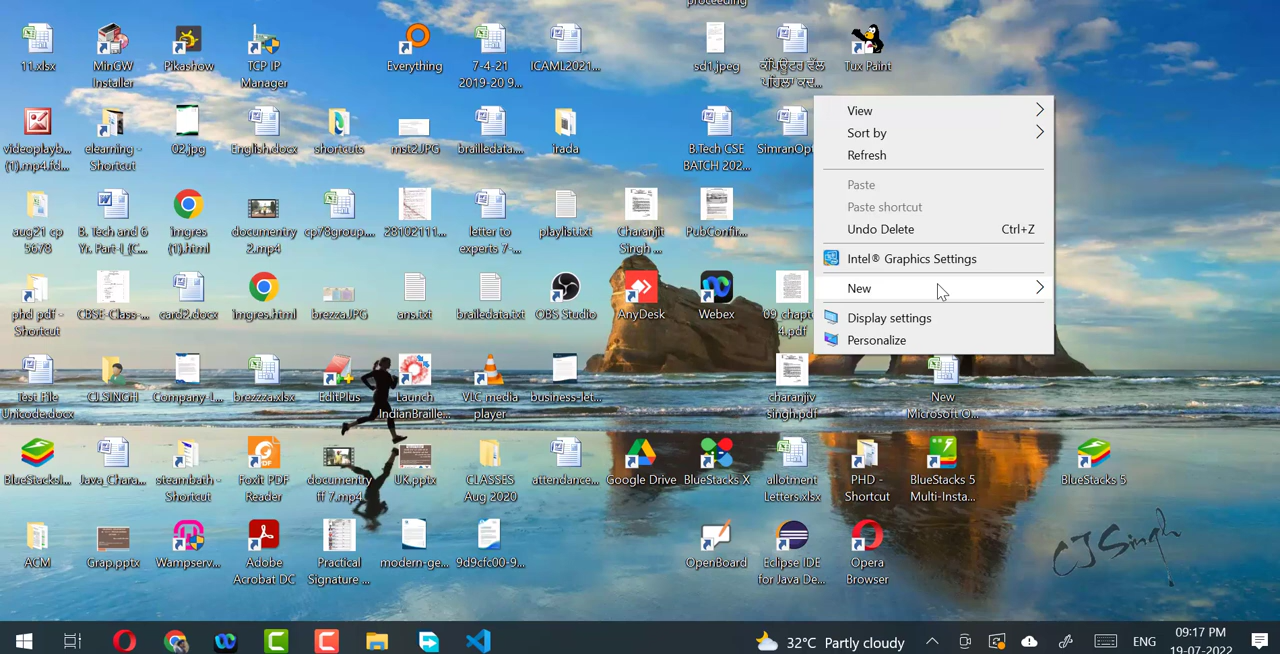 proceeding
11.xlsx
MinGW
Installer
Pikashow
TCP IP
Manager
Everything
7-4-21
2019-20 9...
ICAML2021...
sd1.jpeg
ਕੰਪਿਊਟਰ ਵੱਲ
ਪਹਿਲਾ ਕਦ...
Tux Paint
videoplayb...
(1).mp4.fd...
elearning -
Shortcut
02.jpg
English.docx
shortcuts
mst2.JPG
brailledata....
irada
B.Tech CSE
BATCH 202...
SimranOp
aug21 cp
5678
B. Tech and 6
Yr. Part-I (C...
imgres
(1).html
documentry
2.mp4
cp78group....
28102111...
letter to
experts 7-...
playlist.txt
Charanjit
Singh ...
PubConfir...
phd pdf -
Shortcut
CBSE-Class-...
card2.docx
imgres.html
brezza.JPG
ans.txt
brailledata.txt
OBS Studio
AnyDesk
Webex
09_chapt
4.pdf
Test File
Unicode.docx
CJ.SINGH
Company L...
brezzza.xlsx
EditPlus
Launch
IndianBraille...
VLC media
player
business-let...
charanjiv
singh.pdf
New
Microsoft O...
BlueStacksI...
Java_Chara...
steambath -
Shortcut
Foxit PDF
Reader
documentry
ff 7.mp4
UK.pptx
CLASSES
Aug 2020
attendance...
Google Drive
BlueStacks X
allotment
Letters.xlsx
PHD -
Shortcut
BlueStacks 5
Multi-Insta...
BlueStacks 5
ACM
Grap.pptx
Wampserv...
Adobe
Acrobat DC
Practical
Signature ...
modern-ge...
9d9cfc00-9...
OpenBoard
Eclipse IDE
for Java De...
Opera
Browser
CJSingh
View
Sort by
Refresh
Paste
Paste shortcut
Undo Delete Ctrl+Z
Intel® Graphics Settings
New
Display settings
Personalize
32°C Partly cloudy
ENG
09:17 PM
19-07-2022